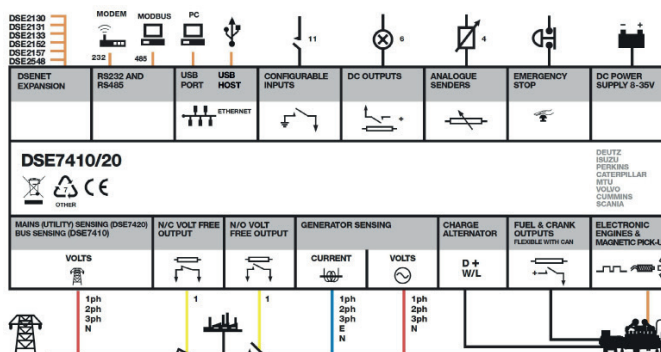 DSE2130
DSE2131
DSE2133
DSE2152
DSE2157
DSE2548
MODEM
MODBUS
PC
232
485
11
6
4
DSENET
EXPANSION
RS232 AND
RS485
USB
PORT
USB
HOST
CONFIGURABLE
INPUTS
DC OUTPUTS
ANALOGUE
SENDERS
EMERGENCY
STOP
DC POWER
SUPPLY 8-35V
ETHERNET
DSE7410/20
7
OTHER
CE
DEUTZ
ISUZU
PERKINS
CATERPILLAR
MTU
VOLVO
CUMMINS
SCANIA
MAINS (UTILITY) SENSING (DSE7420)
BUS SENSING (DSE7410)
N/C VOLT FREE
OUTPUT
N/O VOLT
FREE OUTPUT
GENERATOR SENSING
CHARGE
ALTERNATOR
FUEL & CRANK
OUTPUTS
FLEXIBLE WITH CAN
ELECTRONIC
ENGINES &
MAGNETIC PICK-U
VOLTS
CURRENT
VOLTS
D +
W/L
1ph
2ph
3ph
N
1
1
1ph
2ph
3ph
E
N
1ph
2ph
3ph
N